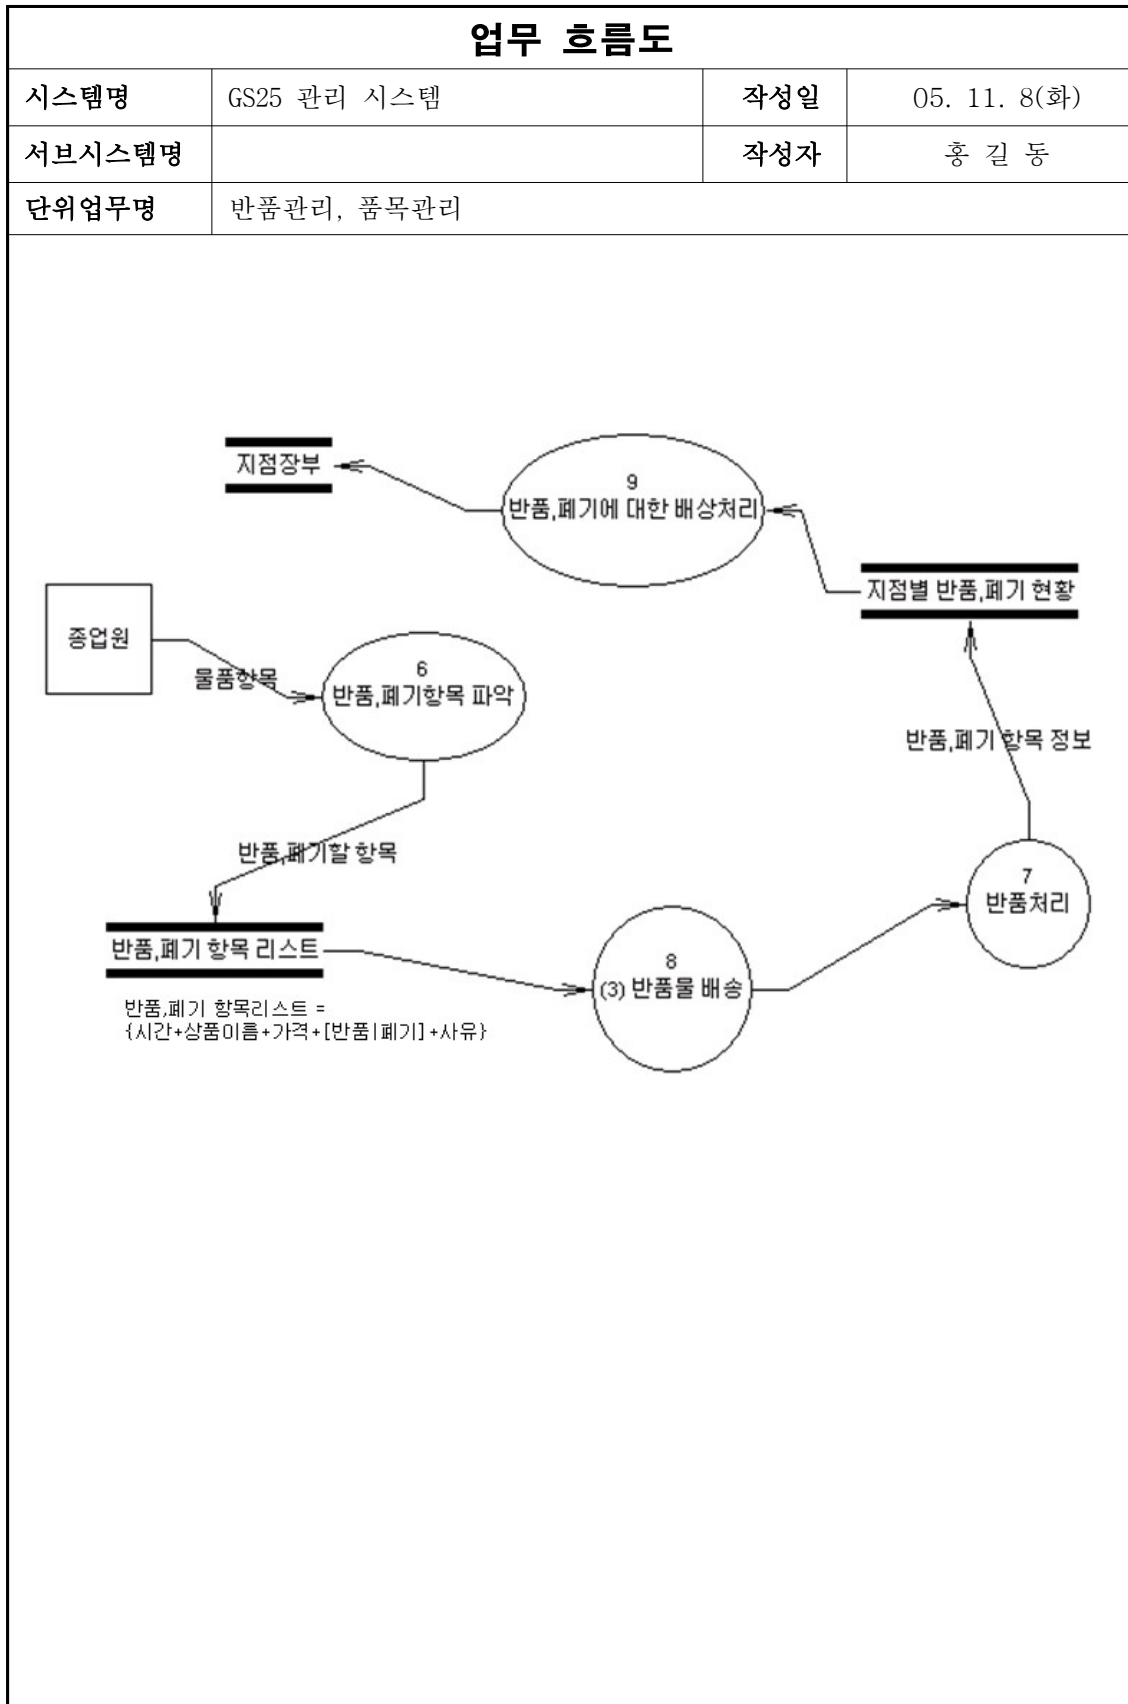 업무 흐름도
시스템명 GS25 관리 시스템 작성일 05. 11. 8(화)
서브시스템명 작성자 홍 길 동
단위업무명 반품관리, 품목관리
지점장부
9
반품,폐기에 대한 배상처리
지점별 반품,폐기 현황
종업원
물품항목
6
반품,폐기항목 파악
반품,폐기 항목 정보
반품,폐기할 항목
7
반품처리
반품,폐기 항목 리스트
8
(3) 반품물 배송
반품,폐기 항목리스트 =
{시간+상품이름+가격+[반품|폐기]+사유}